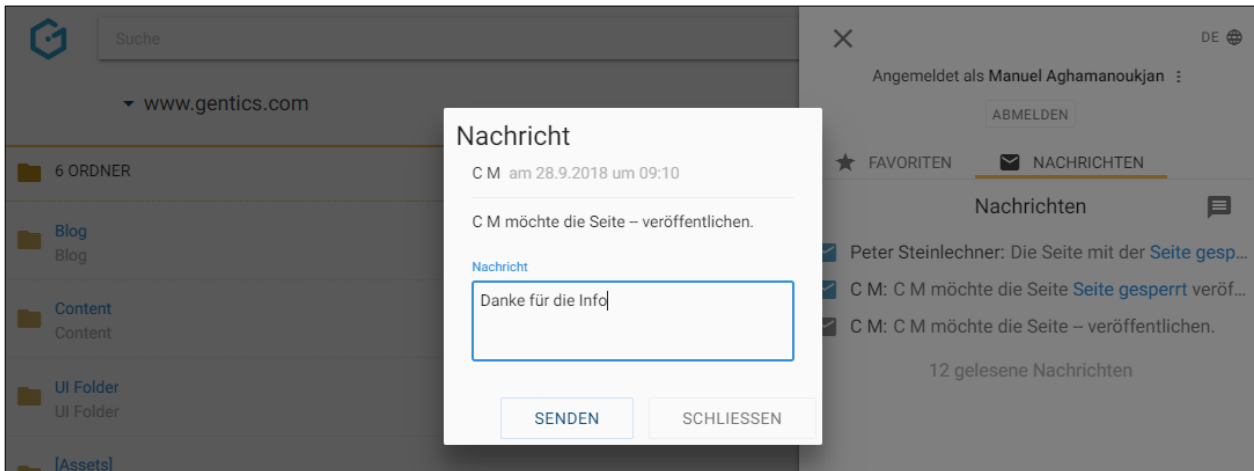 Suche
www.gentics.com
6 ORDNER
Blog
Blog
Content
Content
UI Folder
UI Folder
[Assets]
Nachricht
C M am 28.9.2018 um 09:10
C M möchte die Seite -- veröffentlichen.
Nachricht
Danke für die Info
SENDEN
SCHLIESSEN
DE
Angemeldet als Manuel Aghamanoukjan
ABMELDEN
FAVORITEN
NACHRICHTEN
Nachrichten
Peter Steinlechner: Die Seite mit der Seite gesp...
C M: C M möchte die Seite Seite gesperrt veröf...
C M: C M möchte die Seite -- veröffentlichen.
12 gelesene Nachrichten